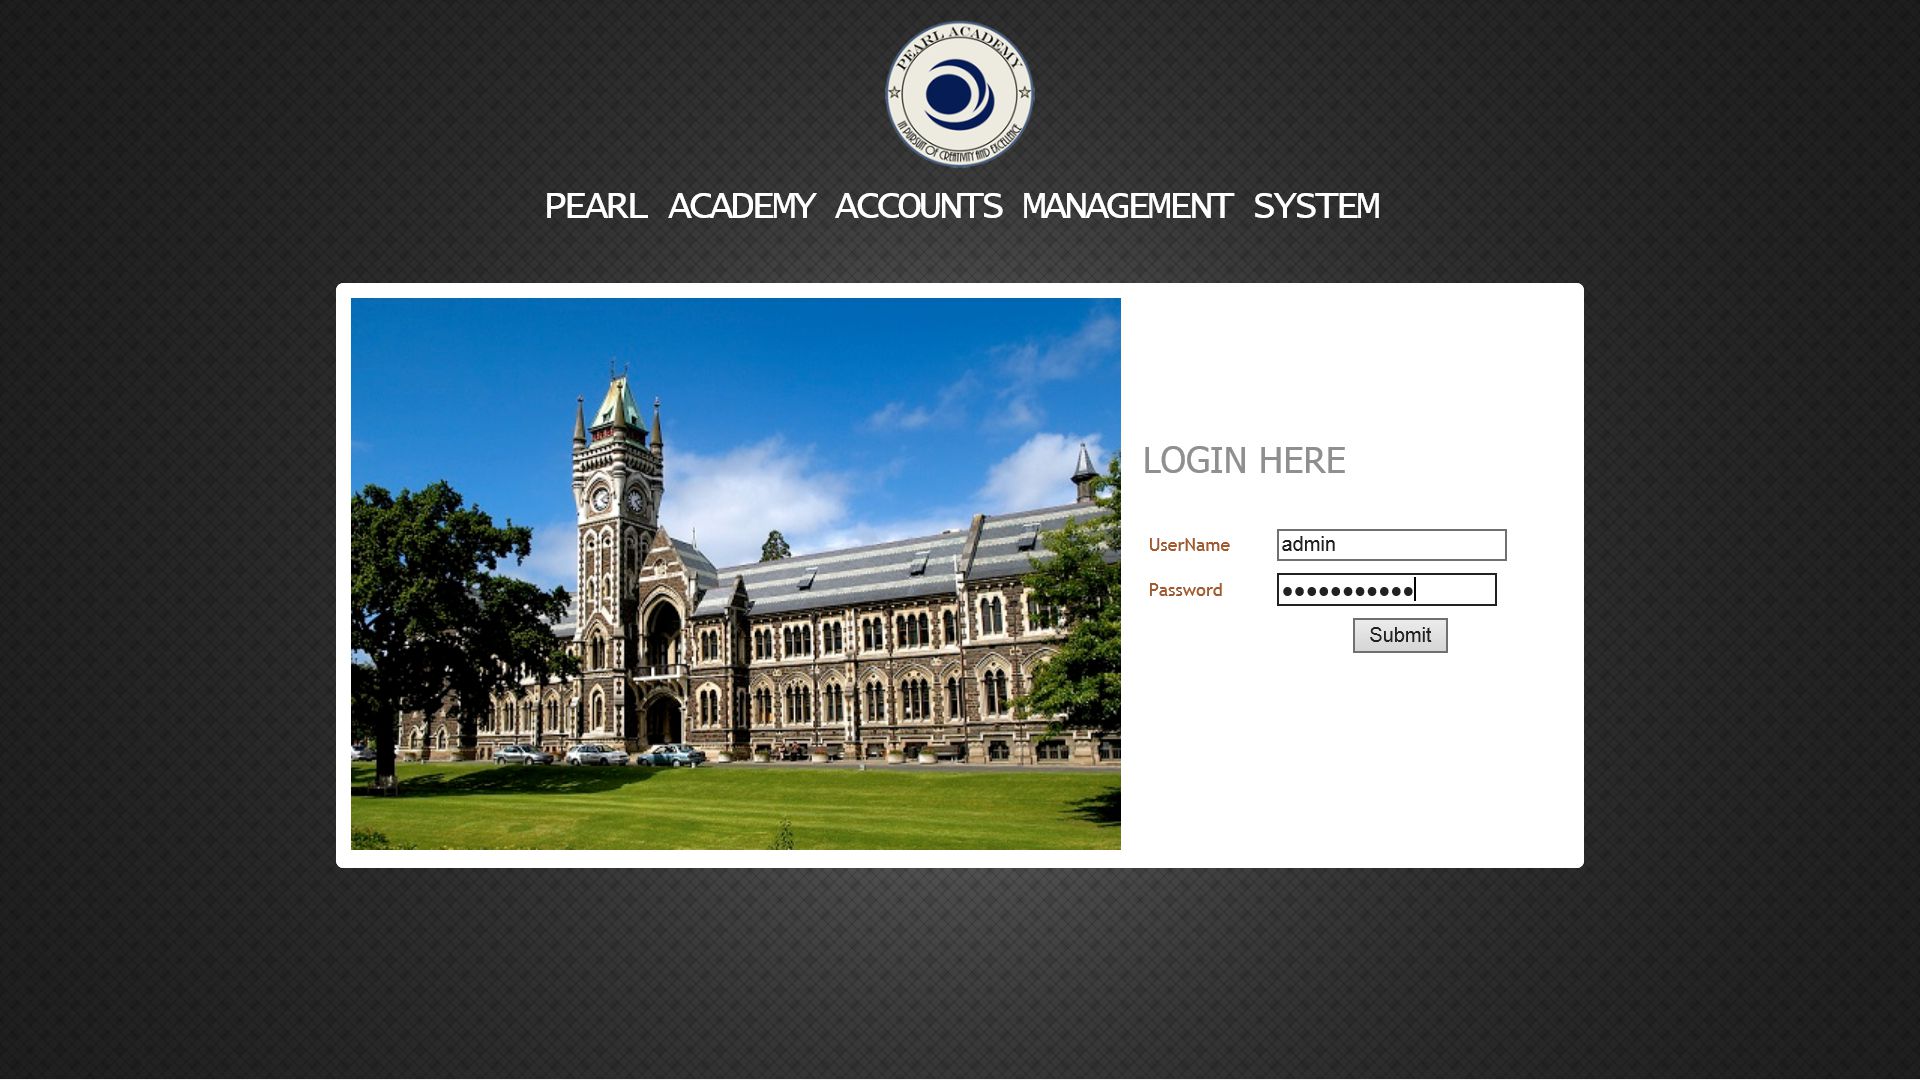 PEARL ACADEMY
IN PURSUIT OF CREATIVITY AND EXCELLENCE
PEARL ACADEMY ACCOUNTS MANAGEMENT SYSTEM
LOGIN HERE
UserName admin
Password ●●●●●●●●●●●
Submit